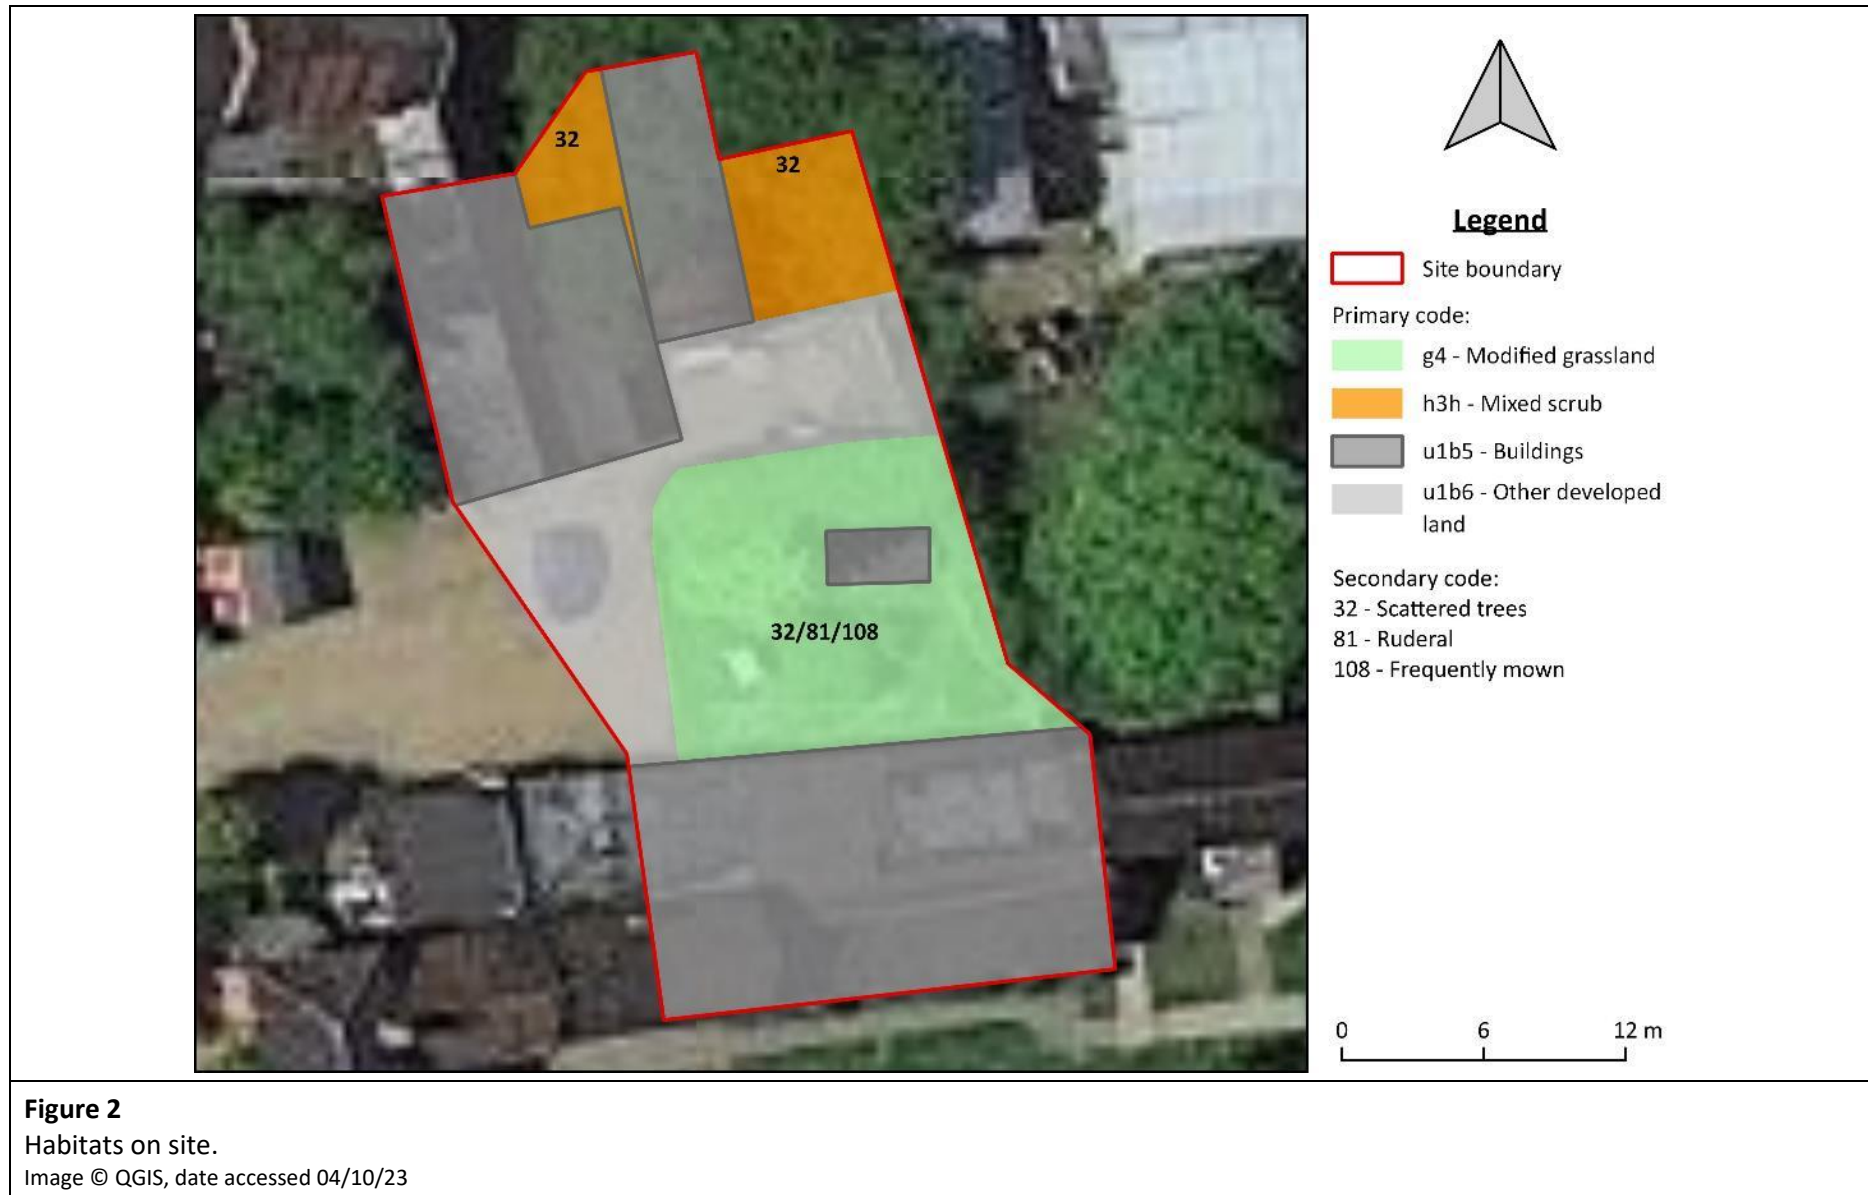 32
32
32/81/108
Legend
Site boundary
Primary code:
g4 - Modified grassland
h3h - Mixed scrub
u1b5 - Buildings
u1b6 - Other developed
land
Secondary code:
32 - Scattered trees
81 - Ruderal
108 - Frequently mown
0 6 12 m
Figure 2
Habitats on site.
Image © QGIS, date accessed 04/10/23